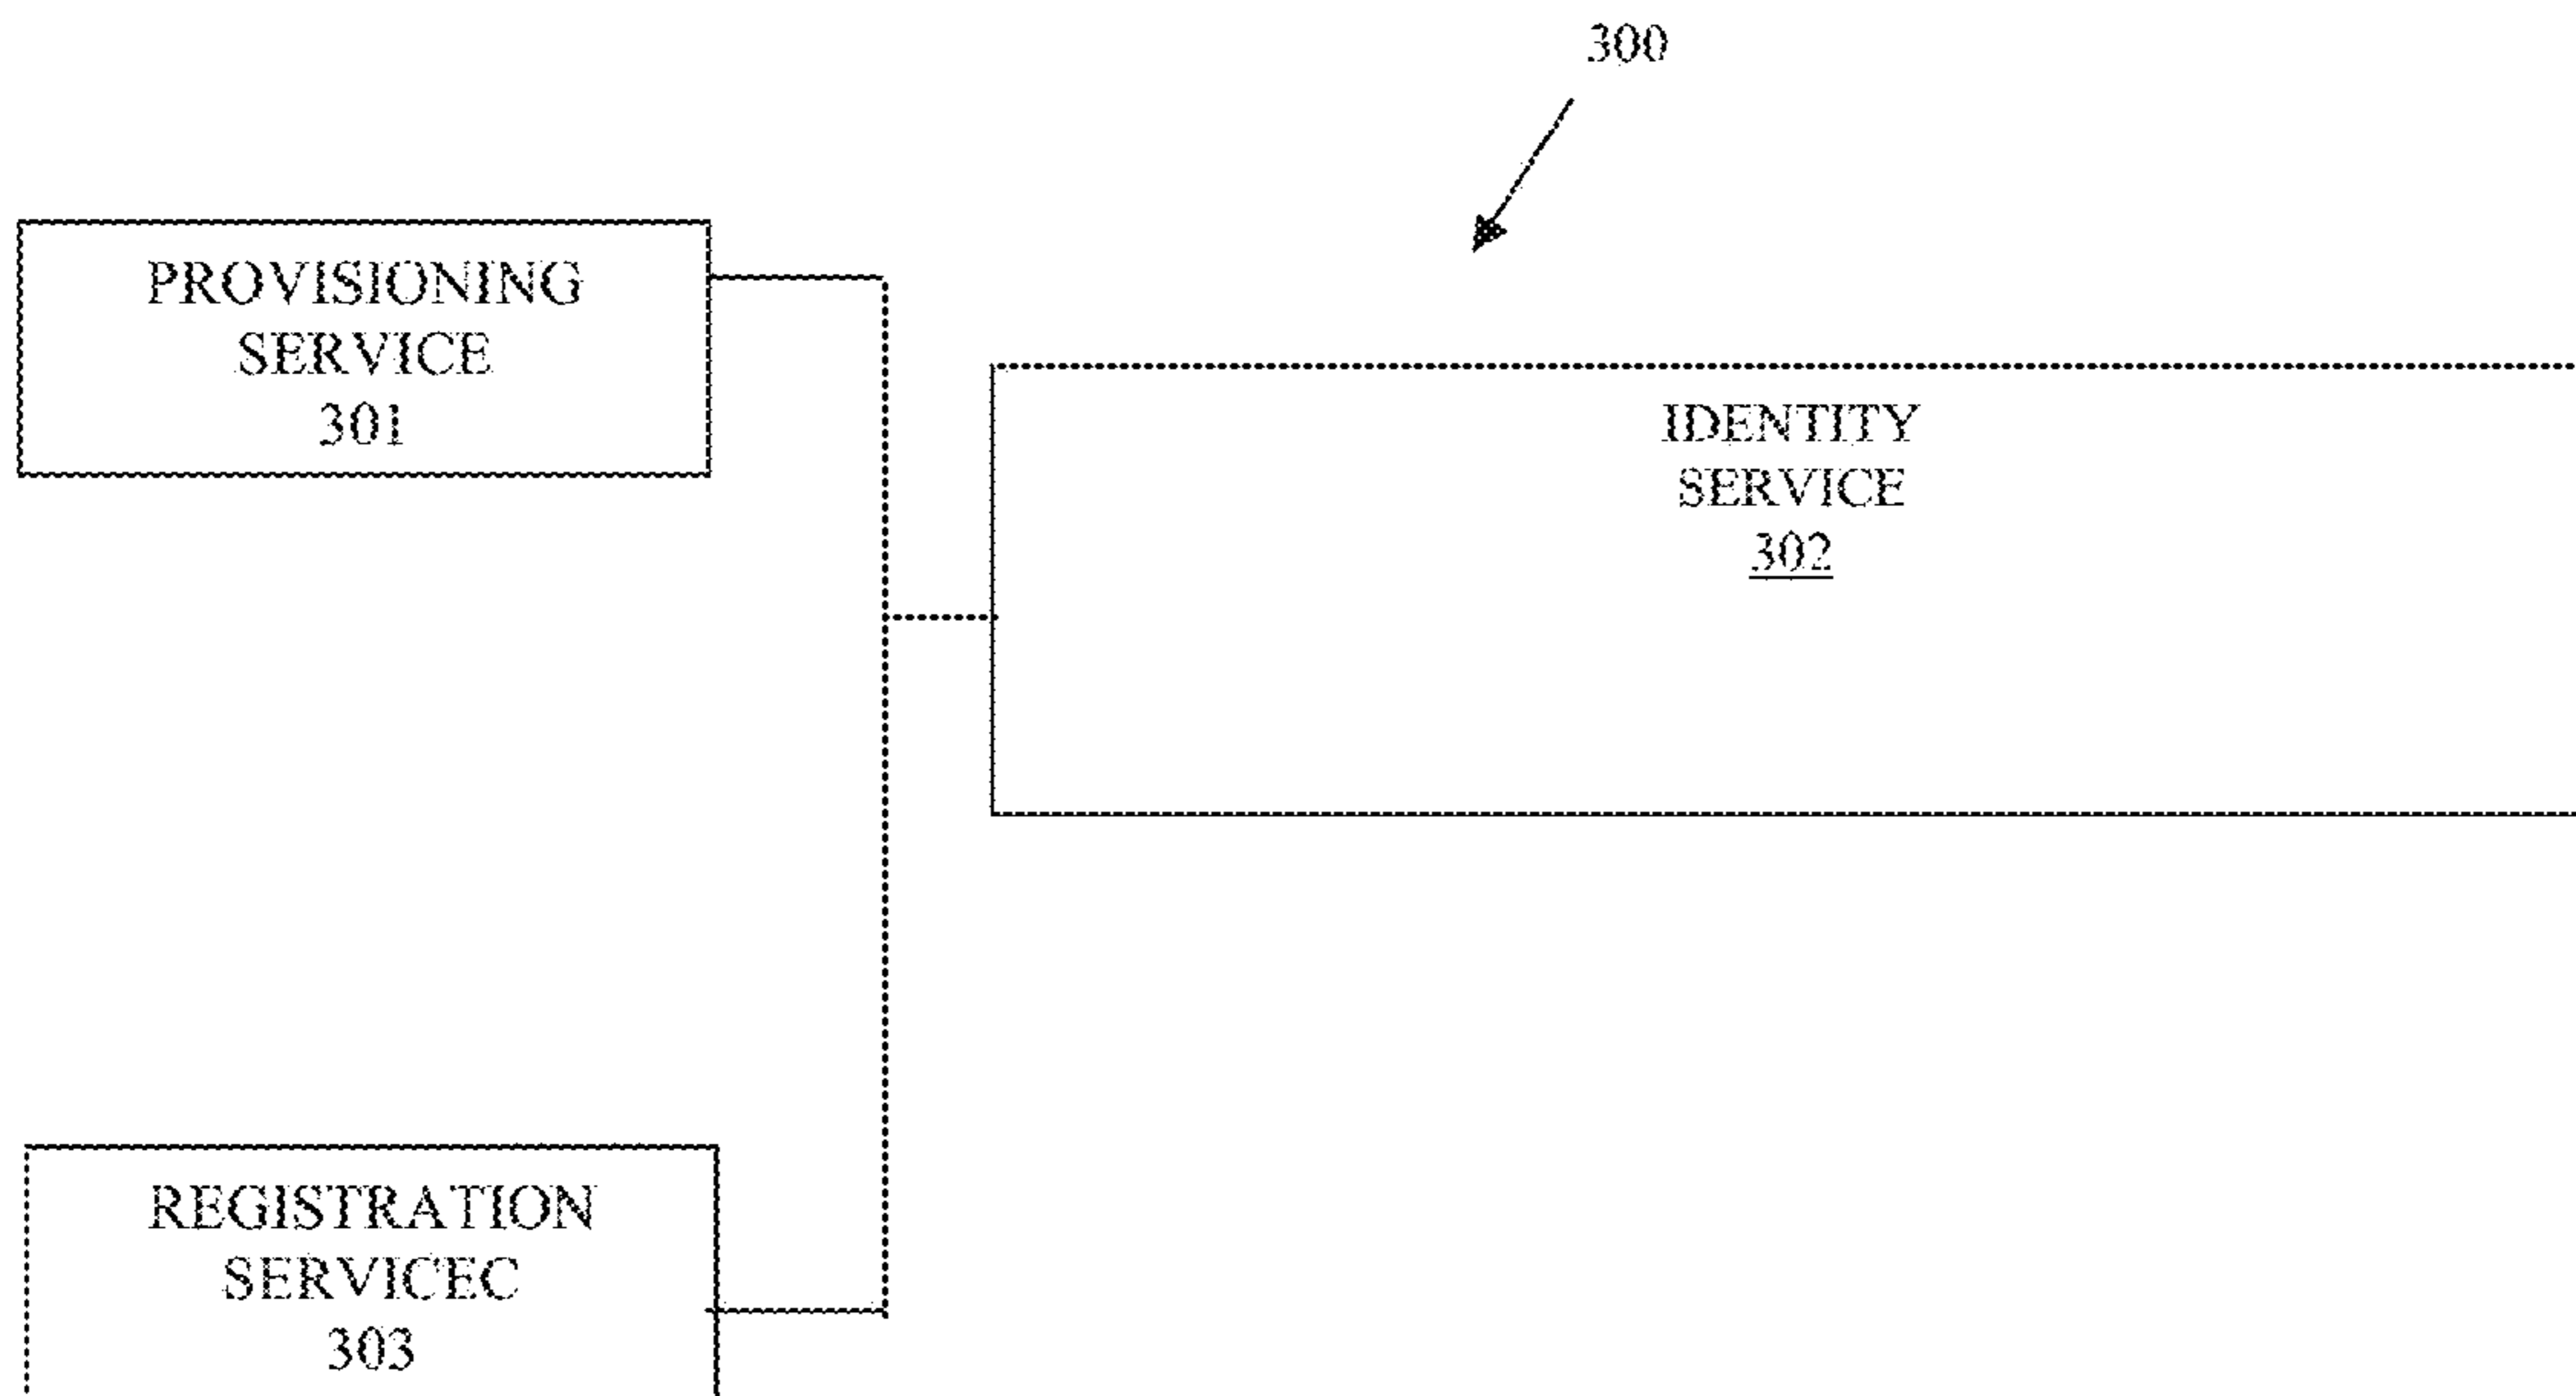 300
PROVISIONING
SERVICE
301
IDENTITY
SERVICE
302
REGISTRATION
SERVICEC
303